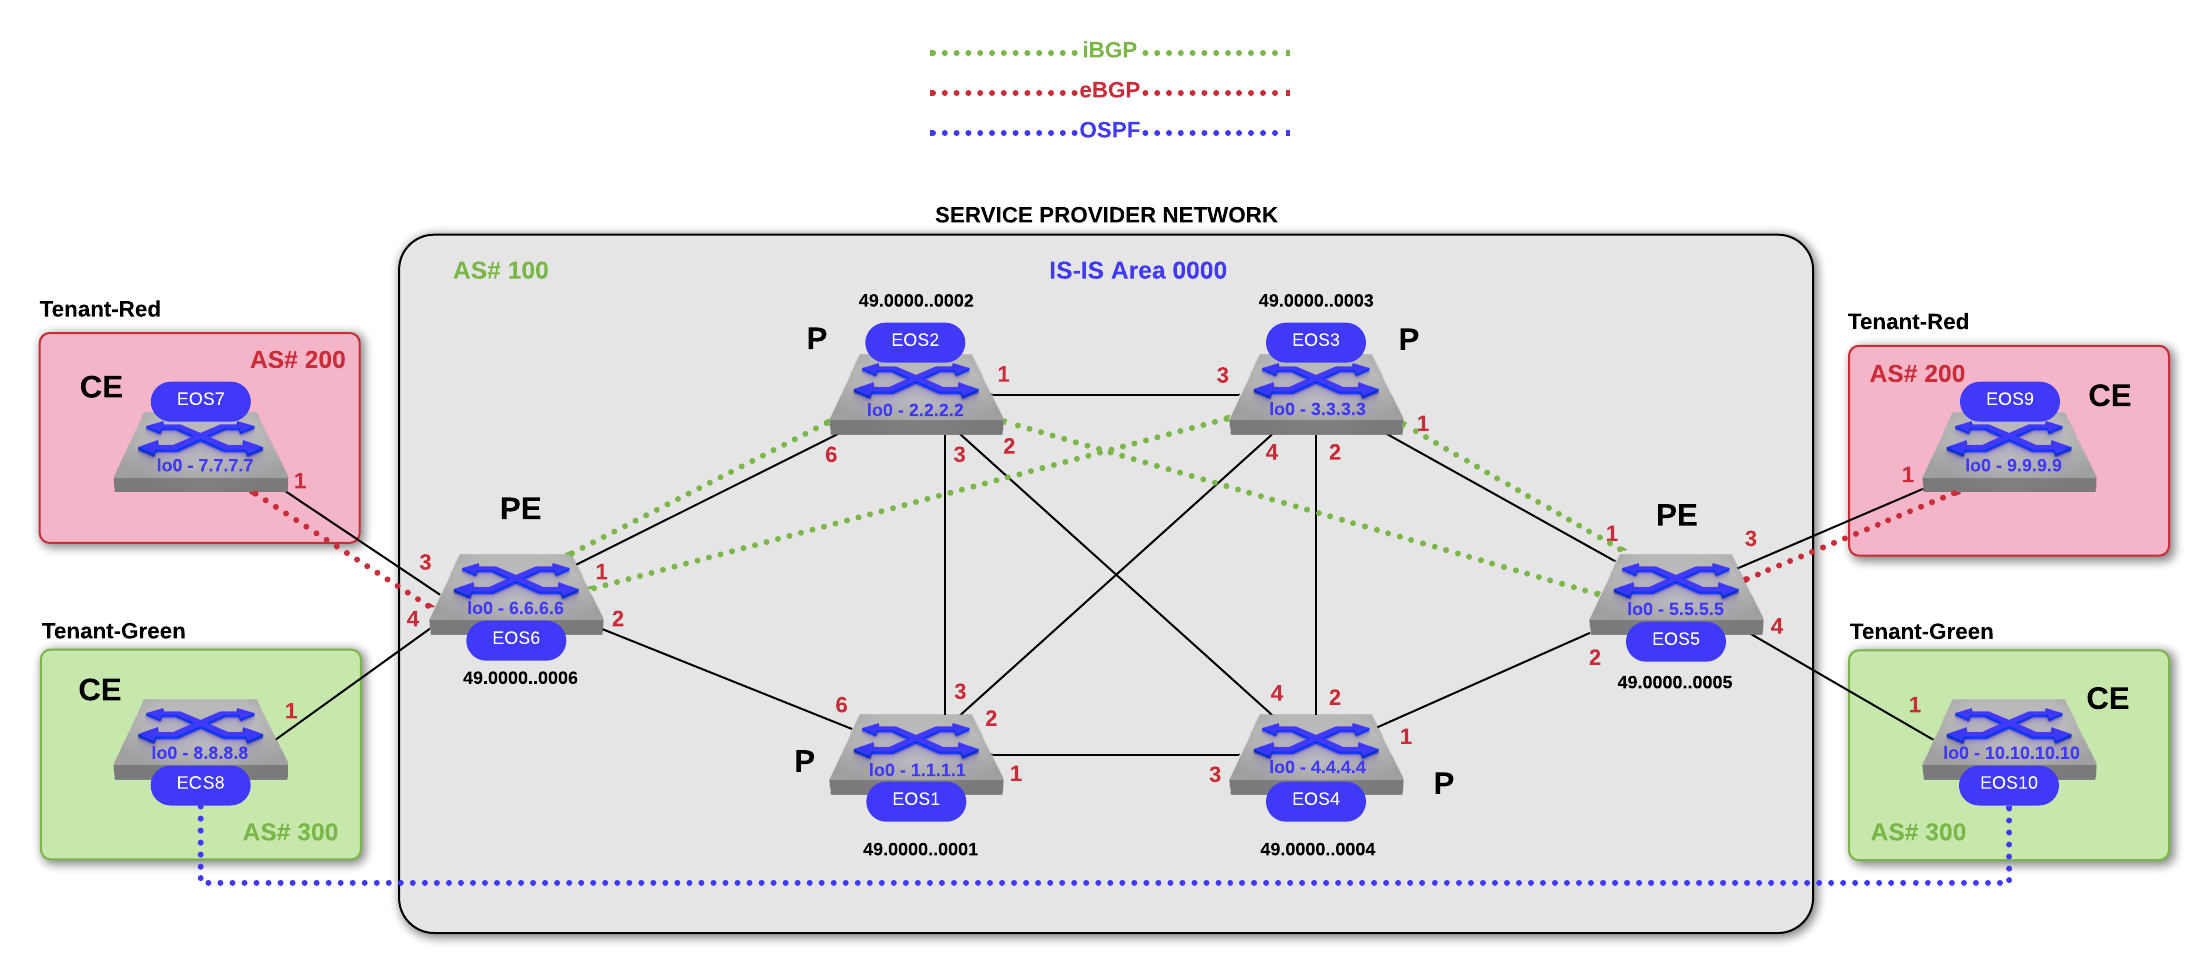 iBGP
eBGP
OSPF
SERVICE PROVIDER NETWORK
AS# 100
IS-IS Area 0000
49.0000..0002
49.0000..0003
Tenant-Red
AS# 200
CE
EOS7
lo0 - 7.7.7.7
1
P
EOS2
lo0 - 2.2.2.2
1
2
3
6
3
EOS3
P
lo0 - 3.3.3.3
1
4
2
Tenant-Red
AS# 200
EOS9
CE
lo0 - 9.9.9.9
1
PE
3
1
4
lo0 - 6.6.6.6
2
EOS6
49.0000..0006
PE
1
3
lo0 - 5.5.5.5
4
EOS5
2
49.0000..0005
Tenant-Green
CE
1
lo0 - 8.8.8.8
ECS8
AS# 300
6
3
2
P
lo0 - 1.1.1.1
1
EOS1
49.0000..0001
4
2
1
3
lo0 - 4.4.4.4
P
EOS4
49.0000..0004
Tenant-Green
1
CE
lo0 - 10.10.10.10
EOS10
AS# 300